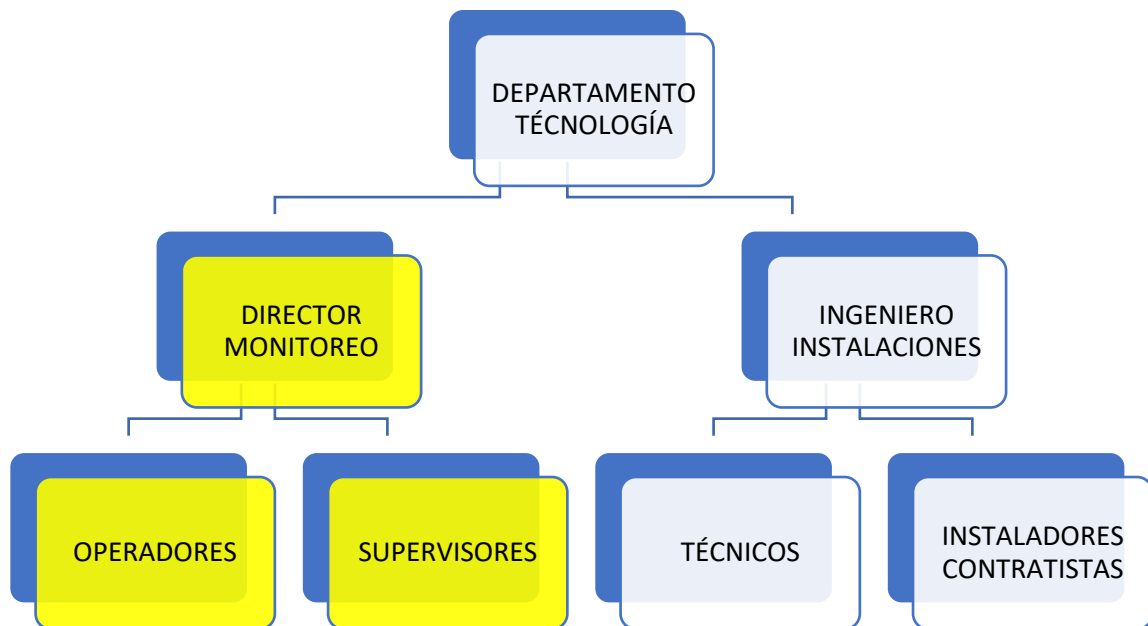 DEPARTAMENTO
TÉCNOLOGÍA
DIRECTOR
MONITOREO
INGENIERO
INSTALACIONES
OPERADORES
SUPERVISORES
TÉCNICOS
INSTALADORES
CONTRATISTAS